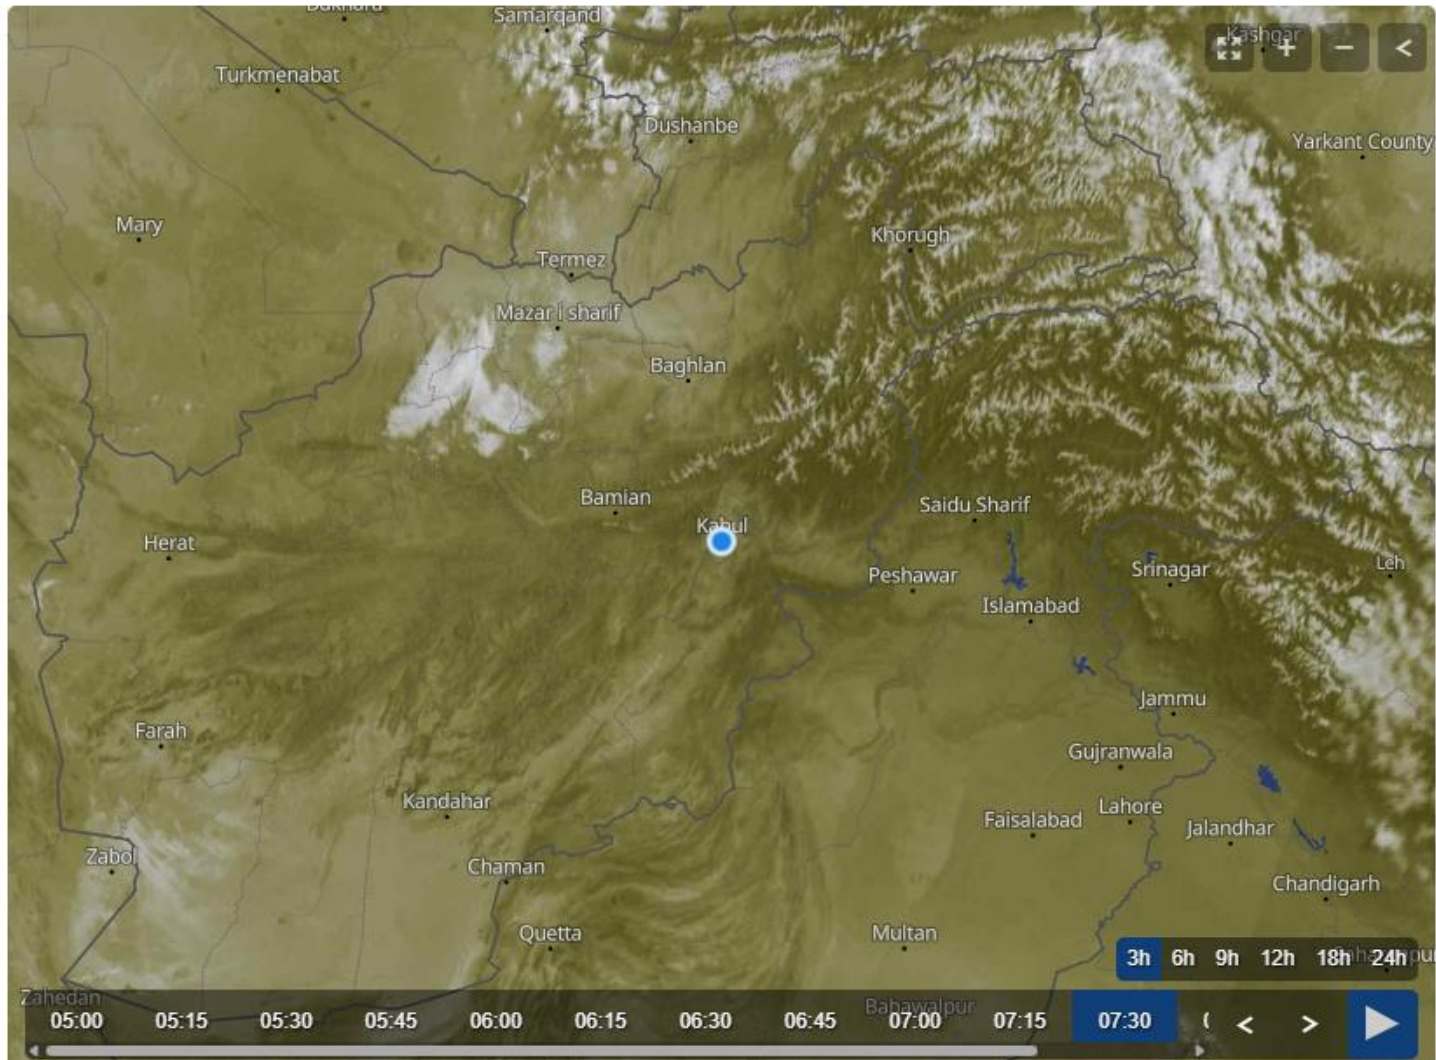 Samarqand
Kashgar
Turkmenabat
Dushanbe
Yarkant County
Mary
Khorugh
Termez
Mazar I sharif
Baghlan
Bamian
Saidu Sharif
Kabul
Herat
Peshawar
Srinagar
Leh
Islamabad
Jammu
Farah
Gujranwala
Kandahar
Faisalabad
Lahore
Jalandhar
Zabol
Chaman
Chandigarh
Quetta
Multan
3h 6h 9h 12h 18h 24h
Zahedan
Bahawalpur
05:00 05:15 05:30 05:45 06:00 06:15 06:30 06:45 07:00 07:15 07:30